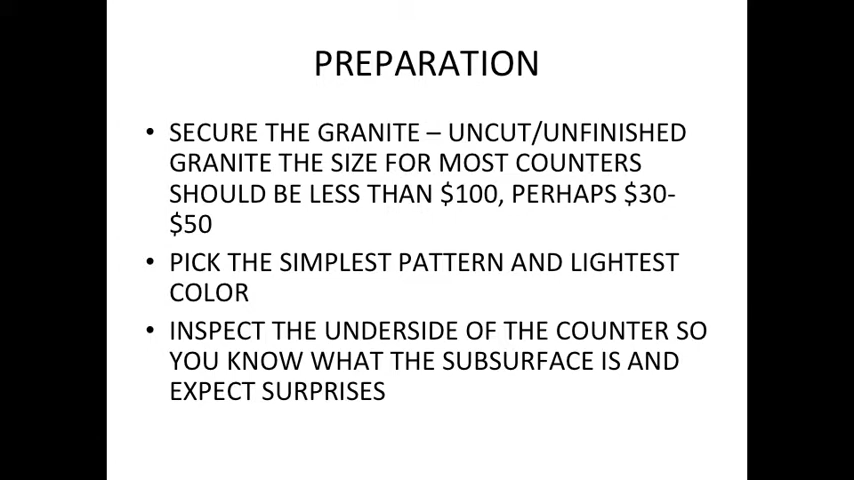 PREPARATION
• SECURE THE GRANITE – UNCUT/UNFINISHED
GRANITE THE SIZE FOR MOST COUNTERS
SHOULD BE LESS THAN $100, PERHAPS $30-
$50
• PICK THE SIMPLEST PATTERN AND LIGHTEST
COLOR
• INSPECT THE UNDERSIDE OF THE COUNTER SO
YOU KNOW WHAT THE SUBSURFACE IS AND
EXPECT SURPRISES